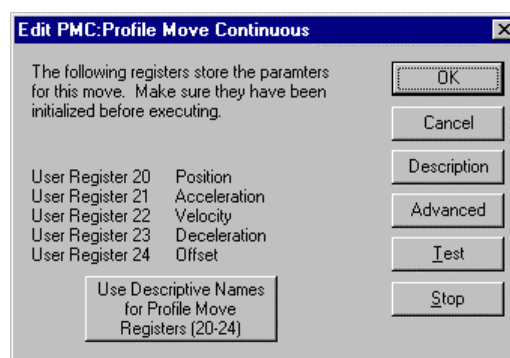 Edit PMC:Profile Move Continuous
The following registers store the paramters
for this move. Make sure they have been
initialized before executing.
User Register 20 Position
User Register 21 Acceleration
User Register 22 Velocity
User Register 23 Deceleration
User Register 24 Offset
Use Descriptive Names
for Profile Move
Registers (20-24)
OK
Cancel
Description
Advanced
Test
Stop